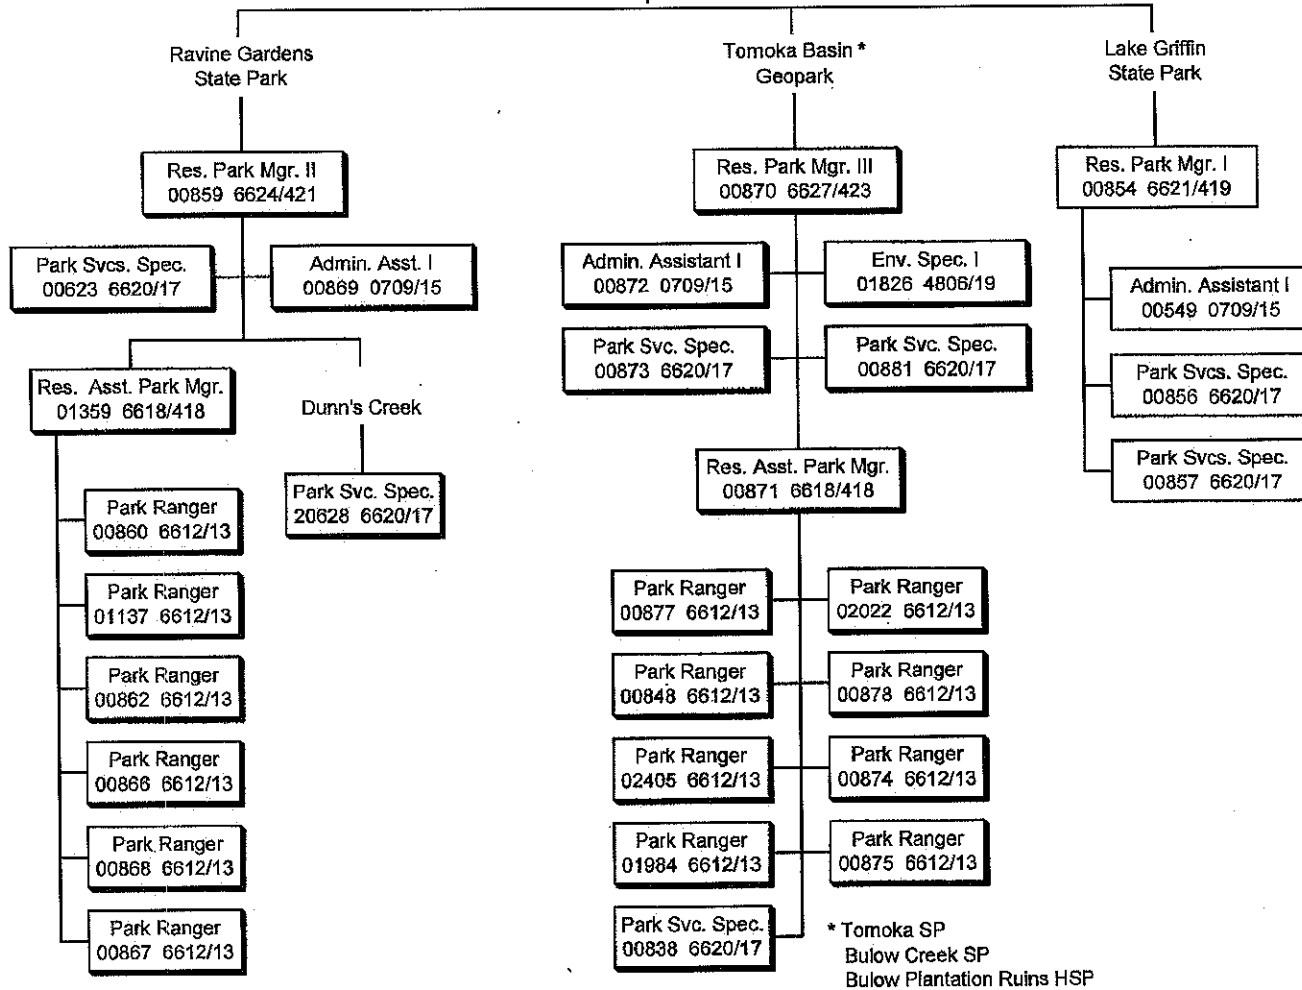 Ravine Gardens
State Park
Res. Park Mgr. II
00859 6624/421
Park Svcs. Spec.
00623 6620/17
Admin. Asst. I
00869 0709/15
Res. Asst. Park Mgr.
01359 6618/418
Park Ranger
00860 6612/13
Park Ranger
01137 6612/13
Park Ranger
00862 6612/13
Park Ranger
00866 6612/13
Park Ranger
00868 6612/13
Park Ranger
00867 6612/13
Dunn's Creek
Park Svc. Spec.
20628 6620/17
Tomoka Basin *
Geopark
Res. Park Mgr. III
00870 6627/423
Admin. Assistant I
00872 0709/15
Env. Spec. I
01826 4806/19
Park Svc. Spec.
00873 6620/17
Park Svc. Spec.
00881 6620/17
Res. Asst. Park Mgr.
00871 6618/418
Park Ranger
00877 6612/13
Park Ranger
02022 6612/13
Park Ranger
00848 6612/13
Park Ranger
00878 6612/13
Park Ranger
02405 6612/13
Park Ranger
00874 6612/13
Park Ranger
01984 6612/13
Park Ranger
00875 6612/13
Park Svc. Spec.
00838 6620/17
* Tomoka SP
Bulow Creek SP
Bulow Plantation Ruins HSP
Lake Griffin
State Park
Res. Park Mgr. I
00854 6621/419
Admin. Assistant I
00549 0709/15
Park Svcs. Spec.
00856 6620/17
Park Svcs. Spec.
00857 6620/17